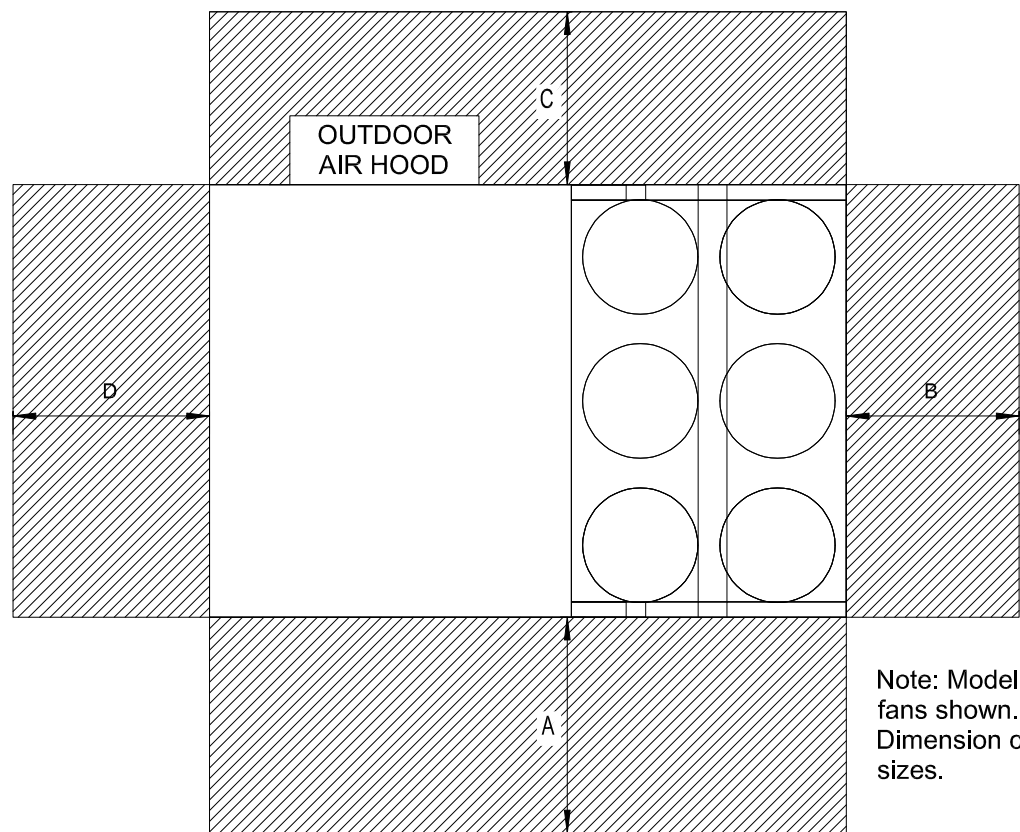 C
OUTDOOR
AIR HOOD
D
B
A
Note: Model
fans shown.
Dimension
sizes.